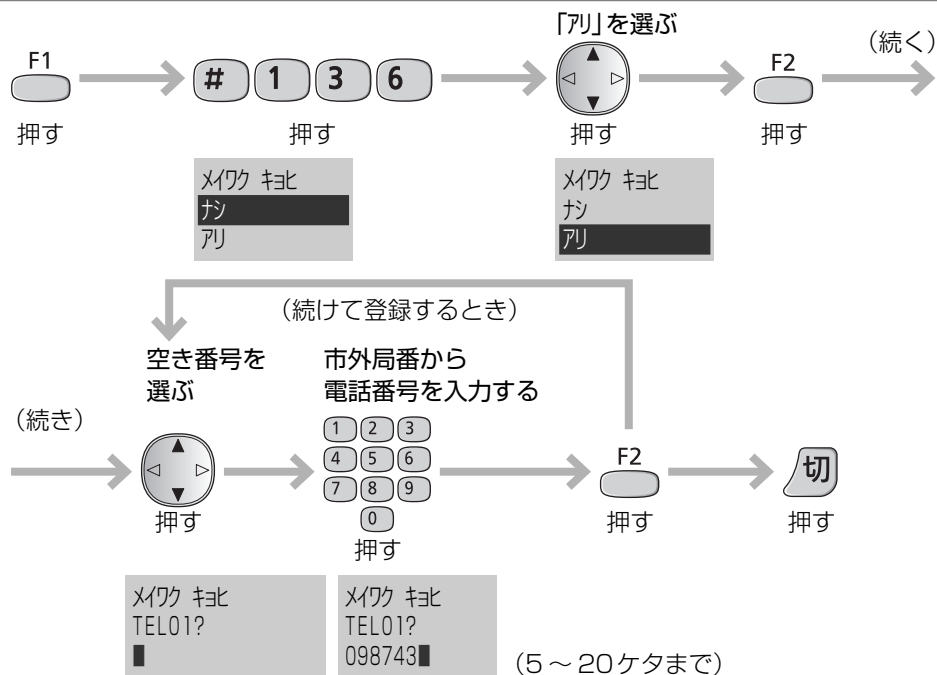 「ｱﾘ」を選ぶ
（続く）
F1
# 1 3 6
F2
押す
押す
押す
押す
ﾒｲﾜｸ ｷｮﾋ
ﾅｼ
ｱﾘ
ﾒｲﾜｸ ｷｮﾋ
ﾅｼ
ｱﾘ
（続けて登録するとき）
空き番号を
選ぶ
市外局番から
電話番号を入力する
（続き）
1 2 3
4 5 6
7 8 9
0
F2
切
押す
押す
押す
押す
ﾒｲﾜｸ ｷｮﾋ
TEL01?
ﾒｲﾜｸ ｷｮﾋ
TEL01?
098743
（5～20ケタまで）